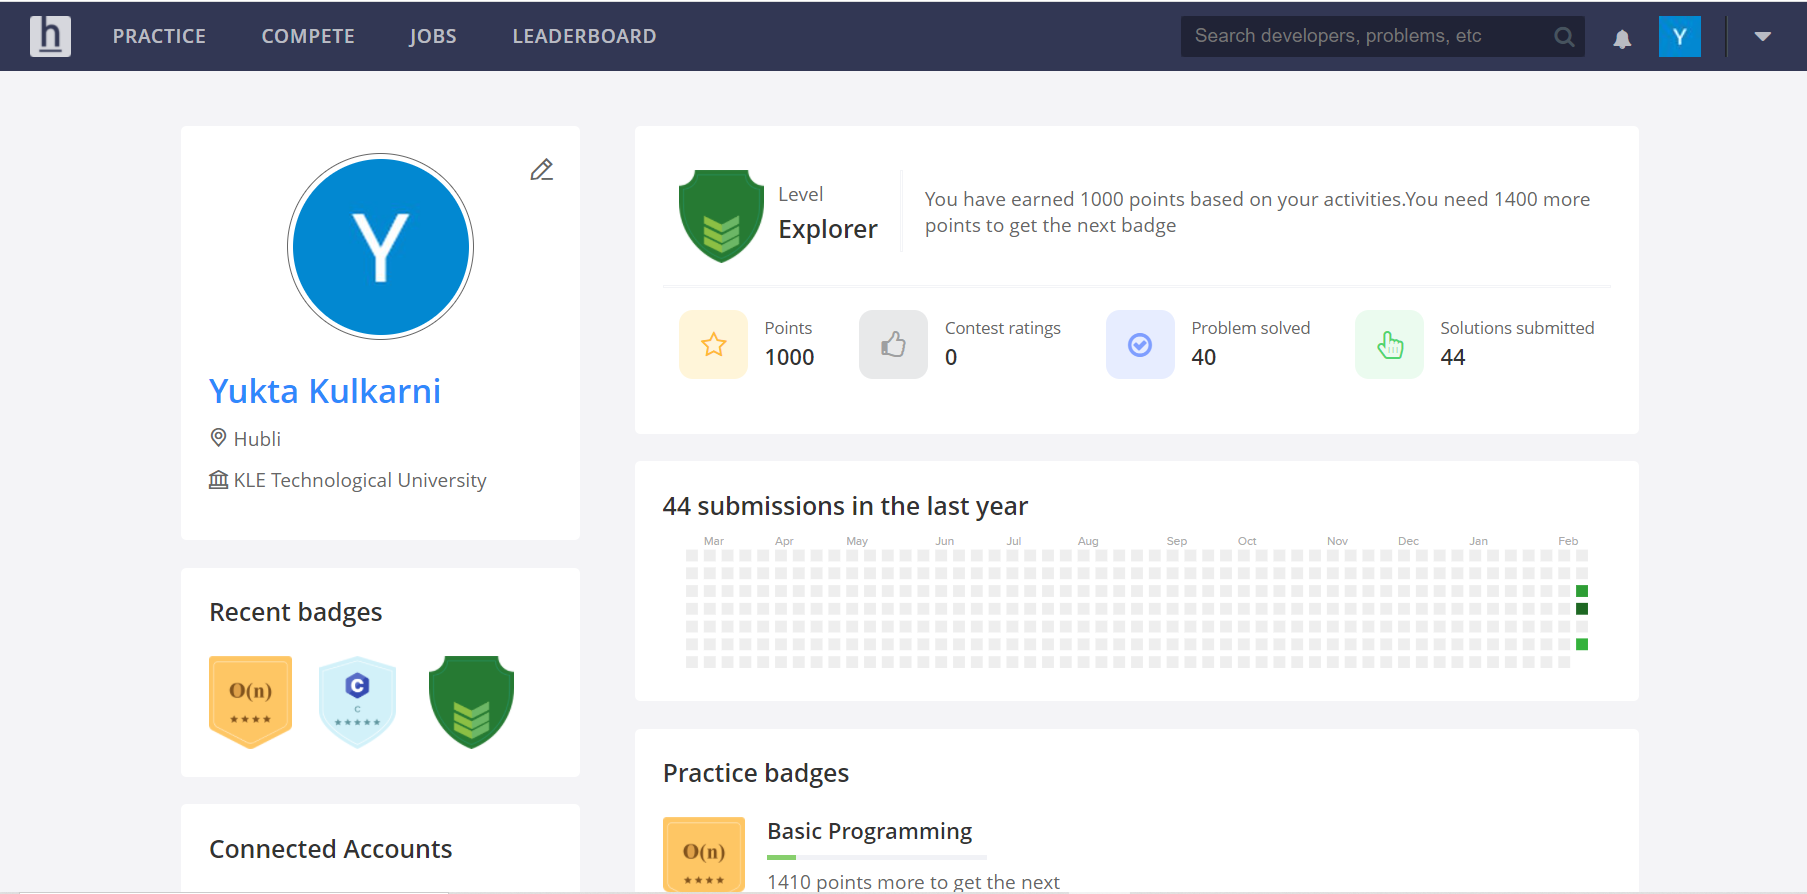 h PRACTICE COMPETE JOBS LEADERBOARD Search developers, problems, etc Y
Y
Yukta Kulkarni
Hubli
KLE Technological University
Recent badges
O(n)
C
C
Connected Accounts
Level
Explorer
You have earned 1000 points based on your activities.You need 1400 more
points to get the next badge
Points
1000
Contest ratings
0
Problem solved
40
Solutions submitted
44
44 submissions in the last year
Mar Apr May Jun Jul Aug Sep Oct Nov Dec Jan Feb
Practice badges
O(n)
Basic Programming
1410 points more to get the next